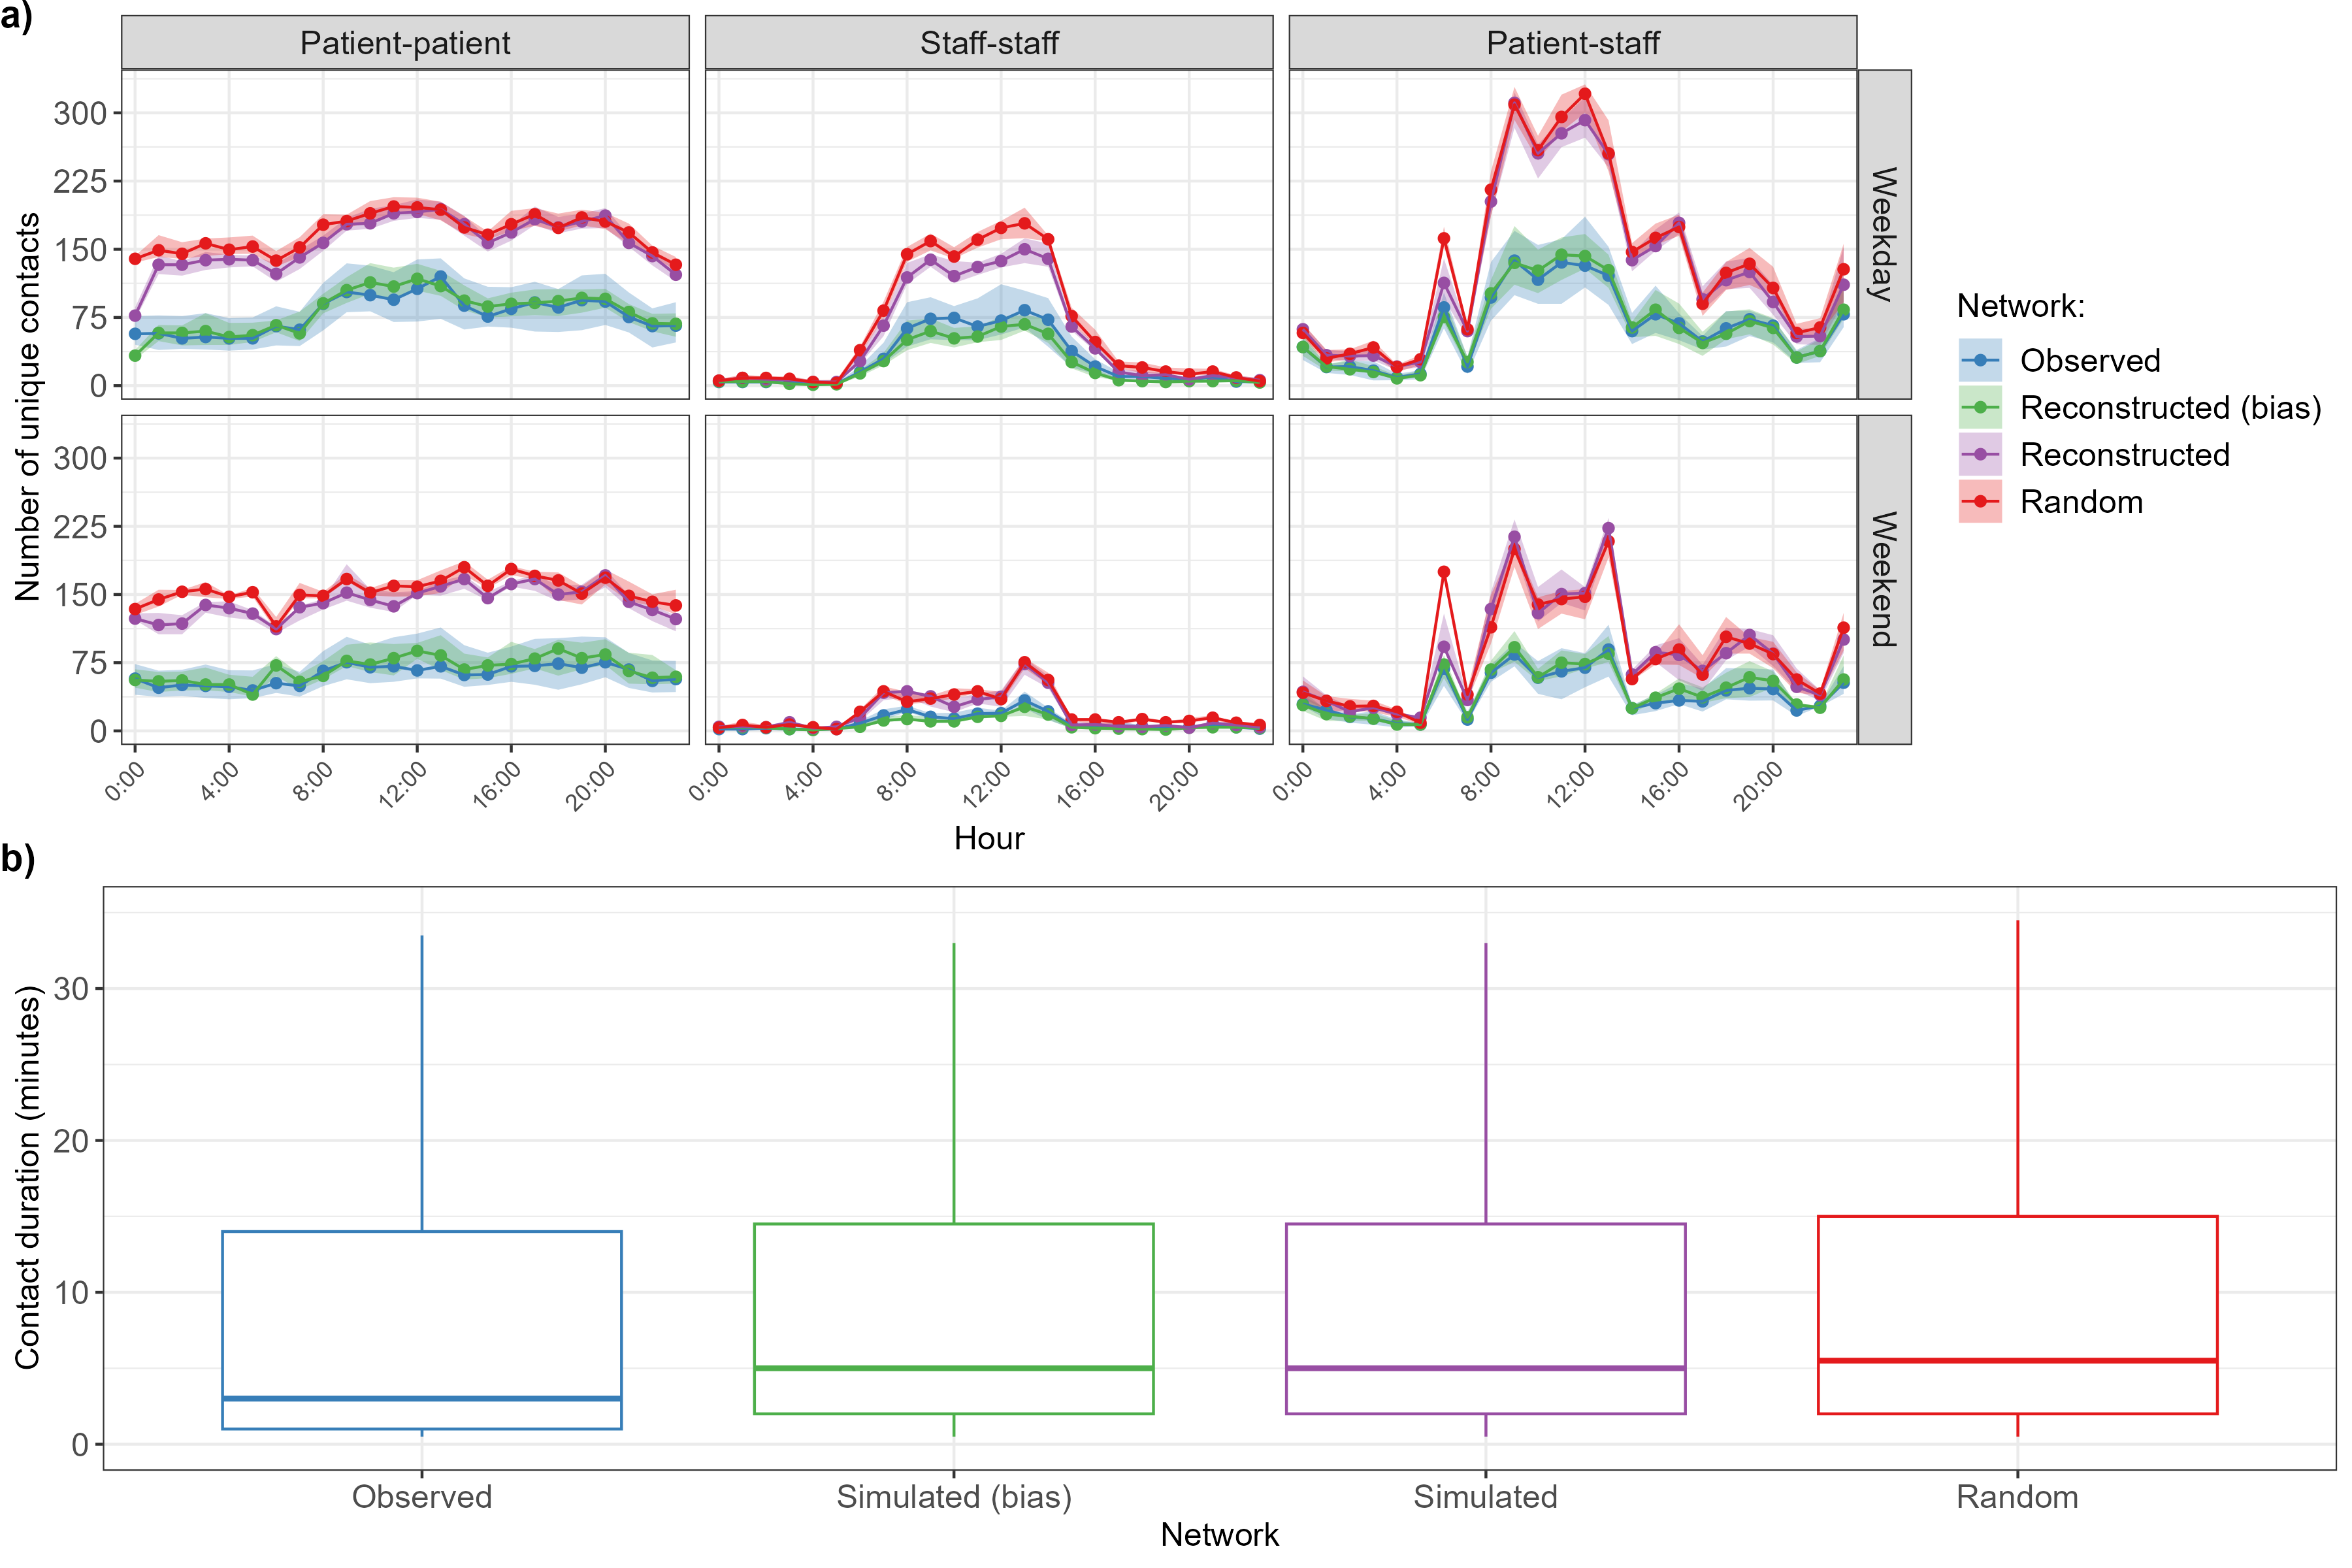 a)
Patient-patient
Staff-staff
Patient-staff
Number of unique contacts
300
225
150
75
0
Weekday
300
225
150
75
0
Weekend
0:00
4:00
8:00
12:00
16:00
20:00
0:00
4:00
8:00
12:00
16:00
20:00
0:00
4:00
8:00
12:00
16:00
20:00
Hour
Network:
Observed
Reconstructed (bias)
Reconstructed
Random
b)
Contact duration (minutes)
30
20
10
0
Observed
Simulated (bias)
Simulated
Random
Network